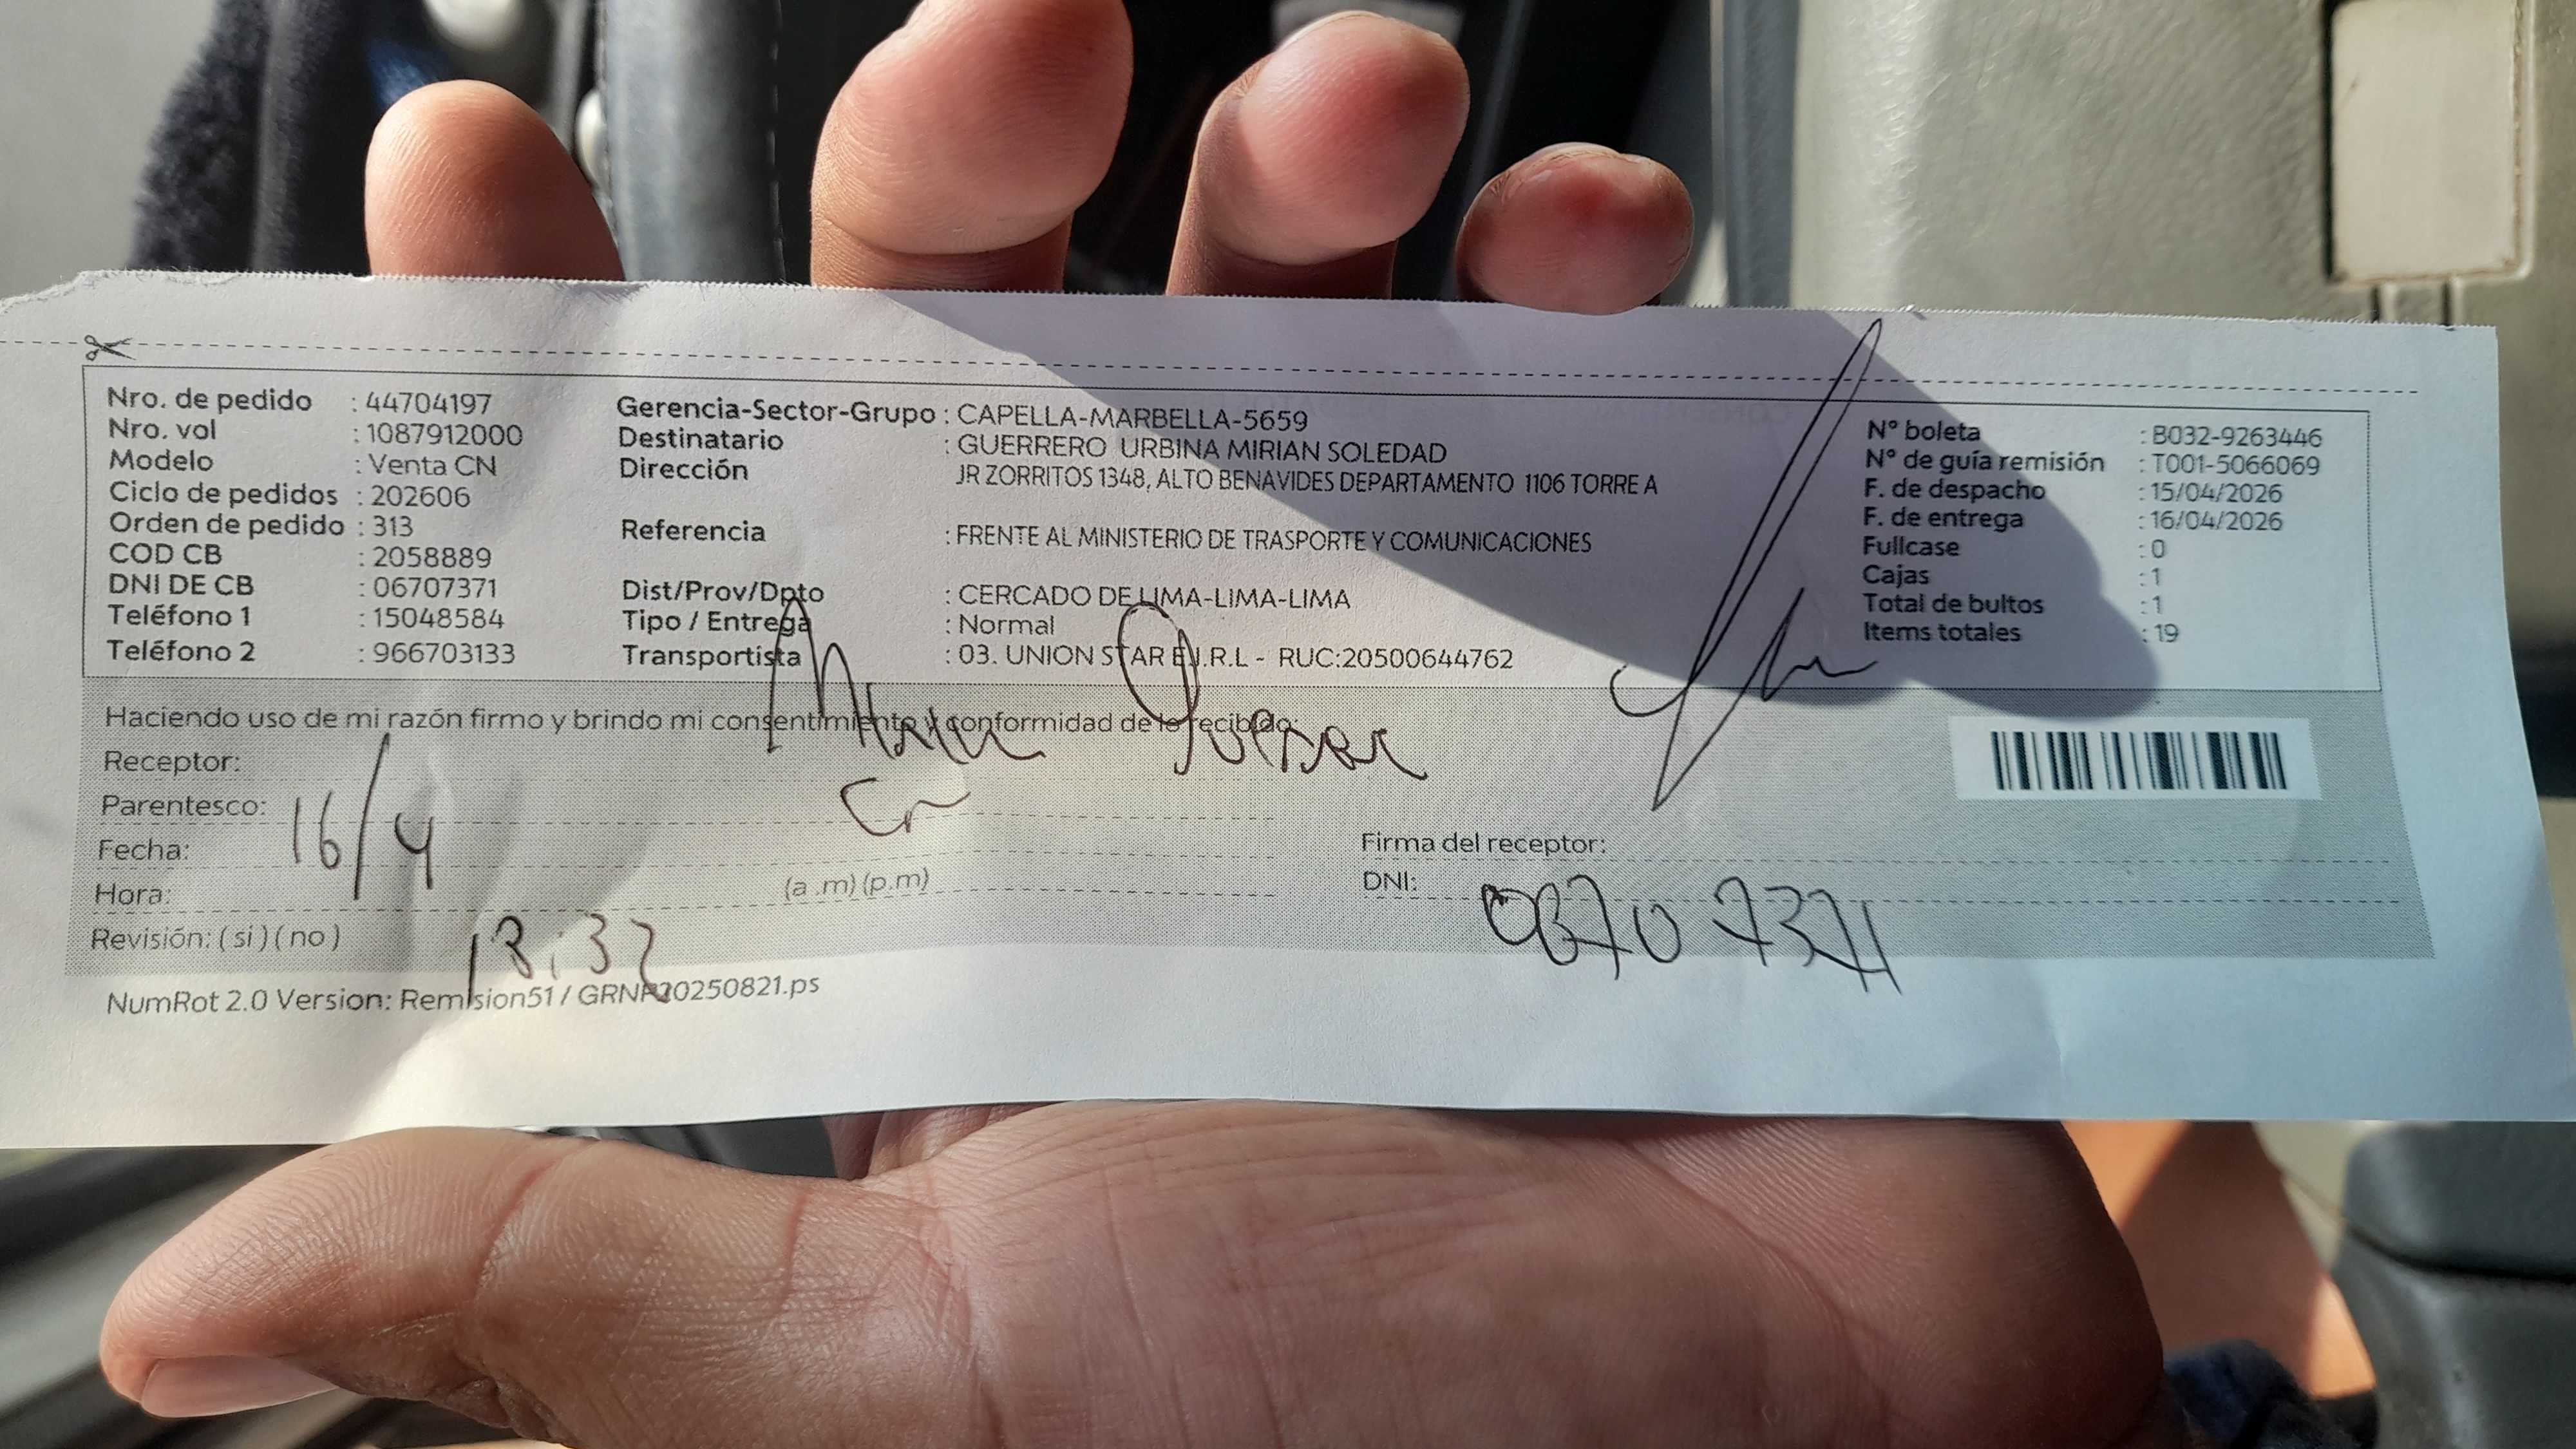 Nro. de pedido : 44704197
Nro. vol : 1087912000
Modelo : Venta CN
Ciclo de pedidos : 202606
Orden de pedido : 313
COD CB : 2058889
DNI DE CB : 06707371
Teléfono 1 : 15048584
Teléfono 2 : 966703133
Gerencia-Sector-Grupo : CAPELLA-MARBELLA-5659
Destinatario : GUERRERO URBINA MIRIAN SOLEDAD
Dirección JR ZORRITOS 1348, ALTO BENAVIDES DEPARTAMENTO 1106 TORRE A
Referencia : FRENTE AL MINISTERIO DE TRASPORTE Y COMUNICACIONES
Dist/Prov/Dpto : CERCADO DE LIMA-LIMA-LIMA
Tipo / Entrega : Normal
Transportista : 03. UNION STAR E.I.R.L - RUC:20500644762
N° boleta : B032-9263446
N° de guía remisión : T001-5066069
F. de despacho : 15/04/2026
F. de entrega : 16/04/2026
Fullcase : 0
Cajas : 1
Total de bultos : 1
Items totales : 19
Haciendo uso de mi razón firmo y brindo mi consentimiento y conformidad de lo recibido:
Receptor:
Parentesco:
Fecha: 16/4
Hora: 13:32 (a.m) (p.m)
Revisión: ( si ) ( no )
Firma del receptor:
DNI:
NumRot 2.0 Version: Remision51 / GRNP20250821.ps